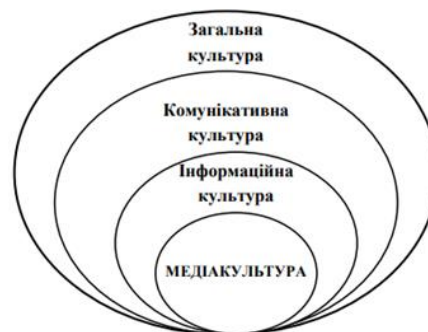 Загальна
культура
Комунікативна
культура
Інформаційна
культура
МЕДІАКУЛЬТУРА